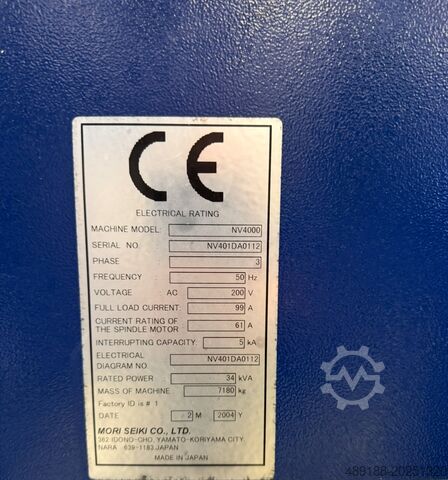 CE
ELECTRICAL RATING
MACHINE MODEL: NV4000
SERIAL NO. NV401DA0112
PHASE 3
FREQUENCY 50 Hz
VOLTAGE AC 200 V
FULL LOAD CURRENT: 99 A
CURRENT RATING OF
THE SPINDLE MOTOR 61 A
INTERRUPTING CAPACITY: 5 kA
ELECTRICAL
DIAGRAM NO. NV401DA0112
RATED POWER 34 kVA
MASS OF MACHINE 7180 kg
Factory ID is # 1
DATE 2 M 2004 Y
MORI SEIKI CO., LTD.
362 IDONO-CHO, YAMATO-KORIYAMA CITY,
NARA 639-1183 JAPAN
MADE IN JAPAN